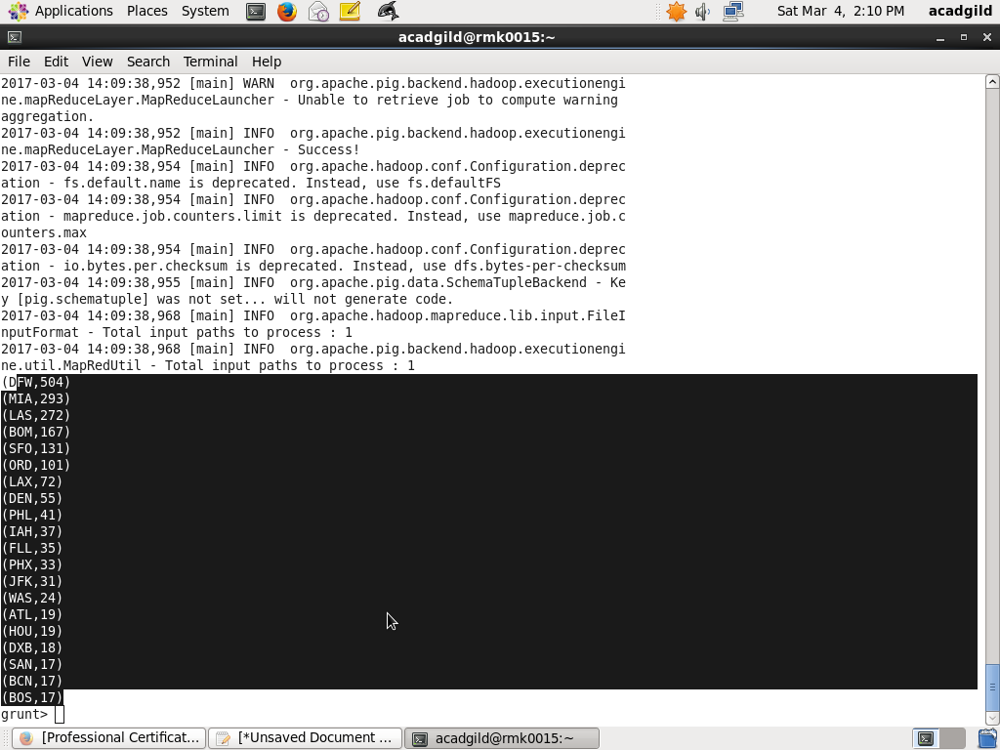 Applications Places System Sat Mar 4, 2:10 PM acadgild
acadgild@rmk0015:~
File Edit View Search Terminal Help
2017-03-04 14:09:38,952 [main] WARN  org.apache.pig.backend.hadoop.executionengi
ne.mapReduceLayer.MapReduceLauncher - Unable to retrieve job to compute warning
aggregation.
2017-03-04 14:09:38,952 [main] INFO  org.apache.pig.backend.hadoop.executionengi
ne.mapReduceLayer.MapReduceLauncher - Success!
2017-03-04 14:09:38,954 [main] INFO  org.apache.hadoop.conf.Configuration.deprec
ation - fs.default.name is deprecated. Instead, use fs.defaultFS
2017-03-04 14:09:38,954 [main] INFO  org.apache.hadoop.conf.Configuration.deprec
ation - mapreduce.job.counters.limit is deprecated. Instead, use mapreduce.job.c
ounters.max
2017-03-04 14:09:38,954 [main] INFO  org.apache.hadoop.conf.Configuration.deprec
ation - io.bytes.per.checksum is deprecated. Instead, use dfs.bytes-per-checksum
2017-03-04 14:09:38,955 [main] INFO  org.apache.pig.data.SchemaTupleBackend - Ke
y [pig.schematuple] was not set... will not generate code.
2017-03-04 14:09:38,968 [main] INFO  org.apache.hadoop.mapreduce.lib.input.FileI
nputFormat - Total input paths to process : 1
2017-03-04 14:09:38,968 [main] INFO  org.apache.pig.backend.hadoop.executionengi
ne.util.MapRedUtil - Total input paths to process : 1
(DFW,504)
(MIA,293)
(LAS,272)
(BOM,167)
(SFO,131)
(ORD,101)
(LAX,72)
(DEN,55)
(PHL,41)
(IAH,37)
(FLL,35)
(PHX,33)
(JFK,31)
(WAS,24)
(ATL,19)
(HOU,19)
(DXB,18)
(SAN,17)
(BCN,17)
(BOS,17)
grunt>
[Professional Certificat... [*Unsaved Document ... acadgild@rmk0015:~